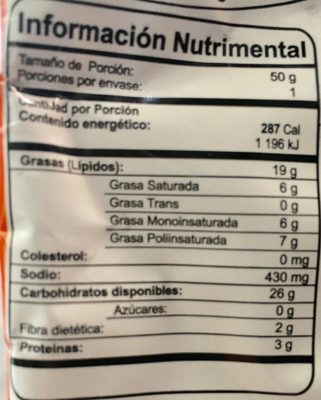 Información Nutrimental
Tamaño de Porción: 50 g
Porciones por envase: 1
Cantidad por Porción
Contenido energético: 287 Cal
1 196 kJ
Grasas (Lípidos): 19 g
Grasa Saturada 6 g
Grasa Trans 0 g
Grasa Monoinsaturada 6 g
Grasa Poliinsaturada 7 g
Colesterol: 0 mg
Sodio: 430 mg
Carbohidratos disponibles: 26 g
Azúcares: 0 g
Fibra dietética: 2 g
Proteínas: 3 g